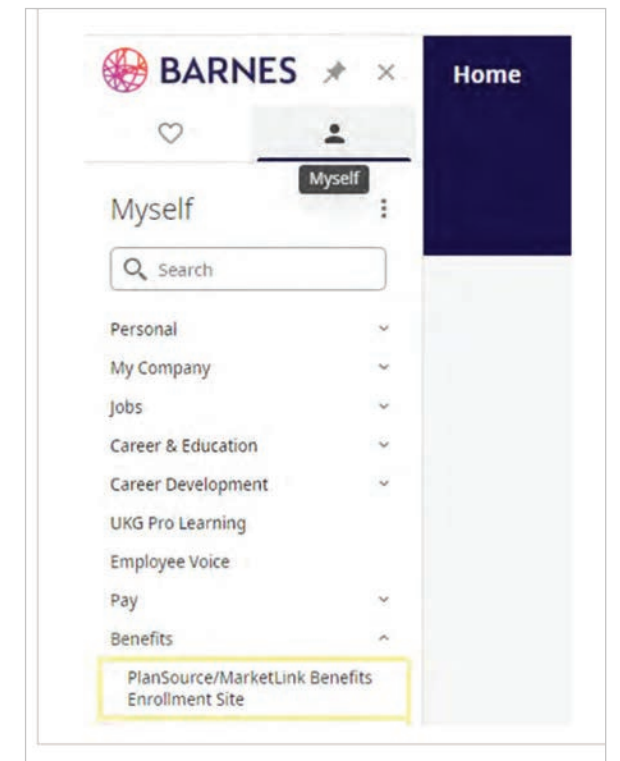 BARNES
Home
Myself
Myself
Search
Personal
My Company
Jobs
Career & Education
Career Development
UKG Pro Learning
Employee Voice
Pay
Benefits
PlanSource/MarketLink Benefits
Enrollment Site